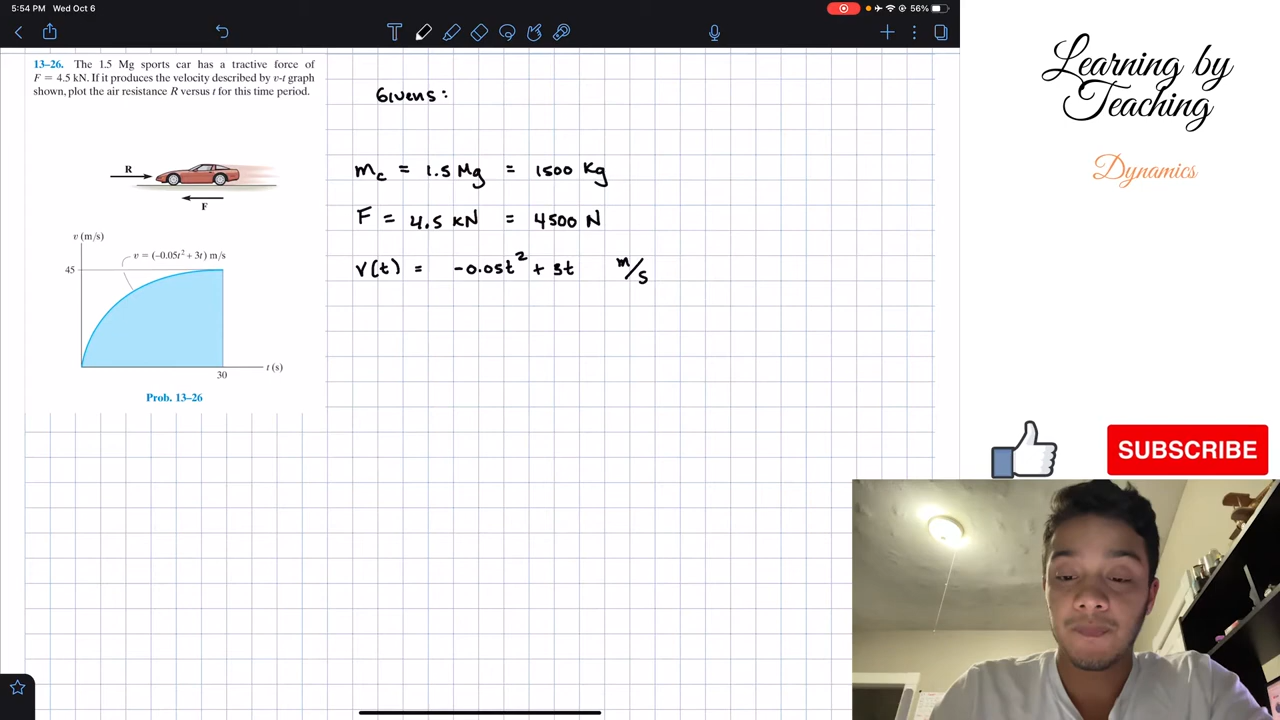 5:54 PM Wed Oct 6
56%
13–26. The 1.5 Mg sports car has a tractive force of
F = 4.5 kN. If it produces the velocity described by v-t graph
shown, plot the air resistance R versus t for this time period.
R
F
v (m/s)
v = (–0.05t² + 3t) m/s
45
t (s)
30
Prob. 13–26
Givens:
mc = 1.5 Mg = 1500 Kg
F = 4.5 KN = 4500 N
v(t) = -0.05t² + 3t m/s
Learning by
Teaching
Dynamics
SUBSCRIBE